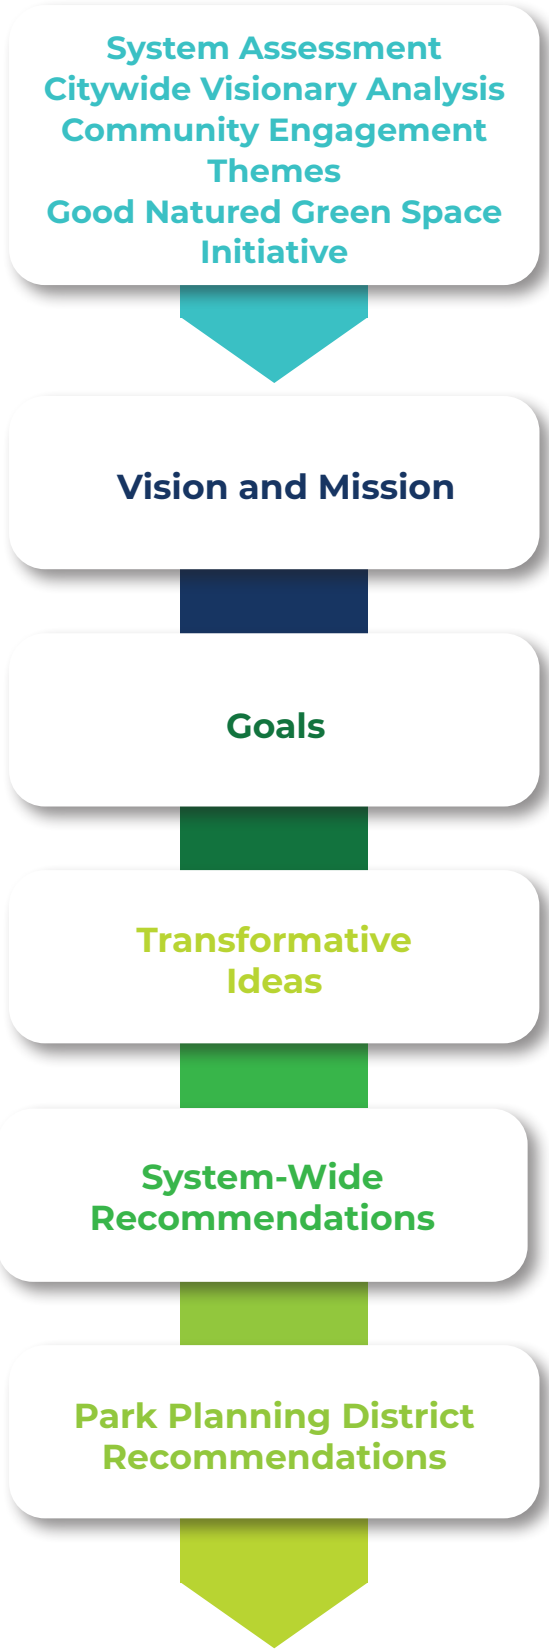 System Assessment
Citywide Visionary Analysis
Community Engagement
Themes
Good Natured Green Space
Initiative
Vision and Mission
Goals
Transformative
Ideas
System-Wide
Recommendations
Park Planning District
Recommendations